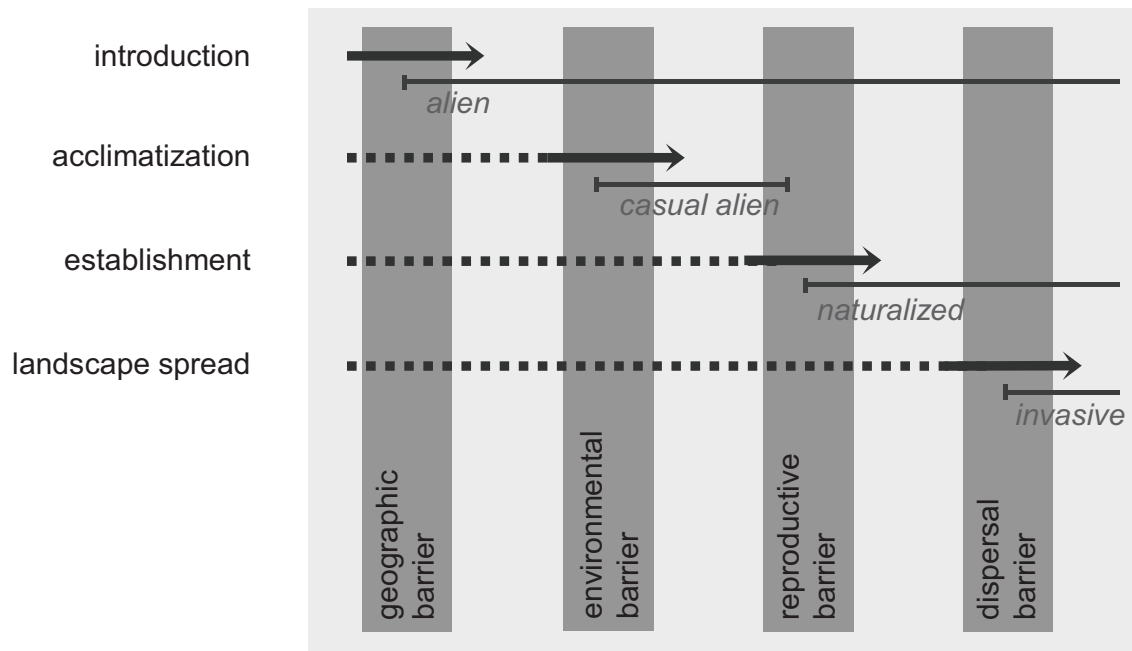 introduction
alien
acclimatization
casual alien
establishment
naturalized
landscape spread
invasive
geographic
barrier
environmental
barrier
reproductive
barrier
dispersal
barrier